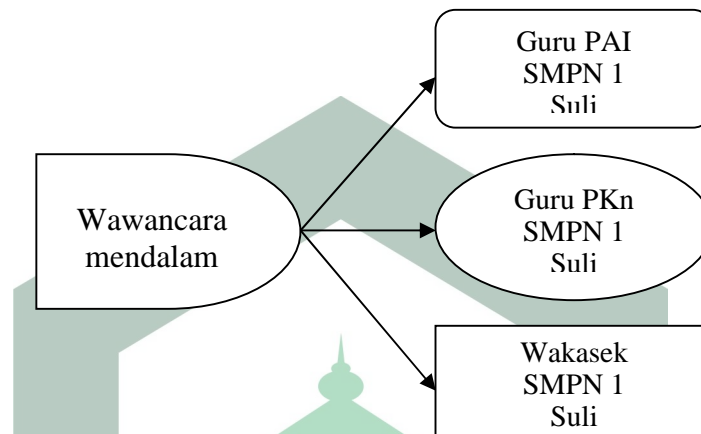 Guru PAI
SMPN 1
Suli
Wawancara
mendalam
Guru PKn
SMPN 1
Suli
Wakasek
SMPN 1
Suli